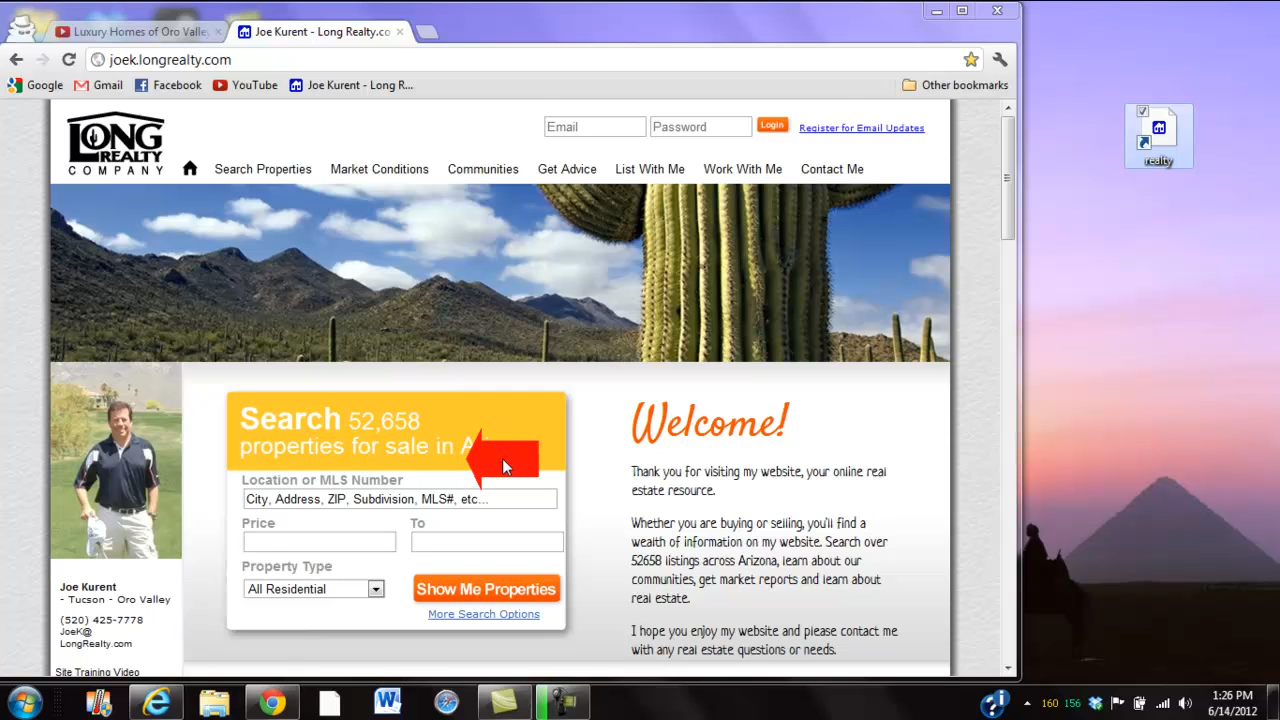 Luxury Homes of Oro Valle
Joe Kurent - Long Realty.co
joek.longrealty.com
Google
Gmail
Facebook
YouTube
Joe Kurent - Long R...
Other bookmarks
LONG
REALTY
COMPANY
Email
Password
Login
Register for Email Updates
Search Properties
Market Conditions
Communities
Get Advice
List With Me
Work With Me
Contact Me
realty
Search 52,658
properties for sale in
Location or MLS Number
City, Address, ZIP, Subdivision, MLS#, etc...
Price
To
Property Type
All Residential
Show Me Properties
More Search Options
Welcome!
Thank you for visiting my website, your online real
estate resource.
Whether you are buying or selling, you'll find a
wealth of information on my website. Search over
52658 listings across Arizona, learn about our
communities, get market reports and learn about
real estate.
I hope you enjoy my website and please contact me
with any real estate questions or needs.
Joe Kurent
- Tucson - Oro Valley
(520) 425-7778
JoeK@
LongRealty.com
Site Training Video
160 156
1:26 PM
6/14/2012